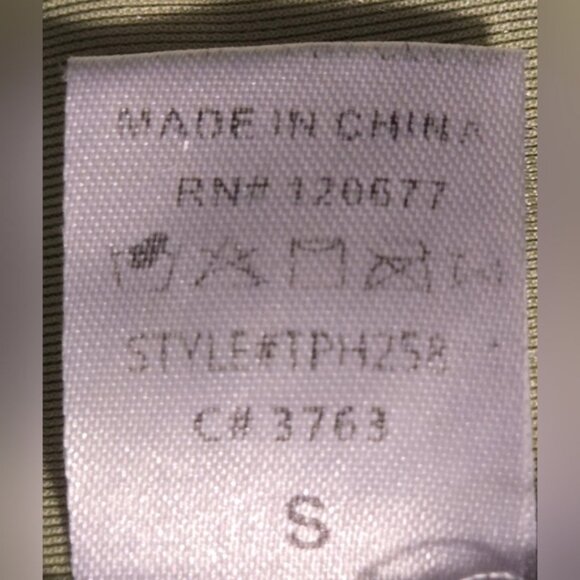 MADE IN CHINA
RN# 120677
STYLE#TPH258
C# 3763
S